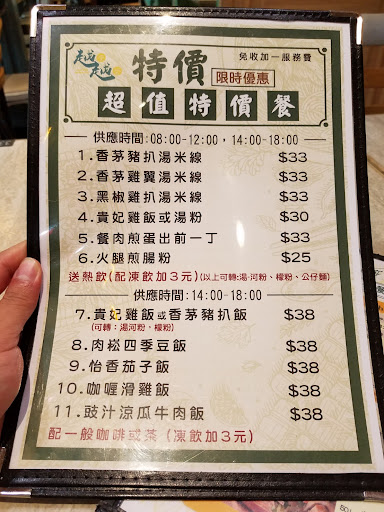 越 越
特價
免收加一服務費
限時優惠
超值特價餐
供應時間:08:00-12:00，14:00-18:00
1.香茅豬扒湯米線 $33
2.香茅雞翼湯米線 $33
3.黑椒雞扒湯米線 $33
4.貴妃雞飯或湯粉 $30
5.餐肉煎蛋出前一丁 $33
6.火腿煎腸粉 $25
送熱飲(配凍飲加3元)(以上可轉:湯·河粉、檬粉、公仔麵)
供應時間:14:00-18:00
7.貴妃雞飯或香茅豬扒飯 $38
(可轉：湯河粉，檬粉)
8.肉崧四季豆飯 $38
9.怡香茄子飯 $38
10.咖喱滑雞飯 $38
11.豉汁涼瓜牛肉飯 $38
配一般咖啡或茶(凍飲加3元)